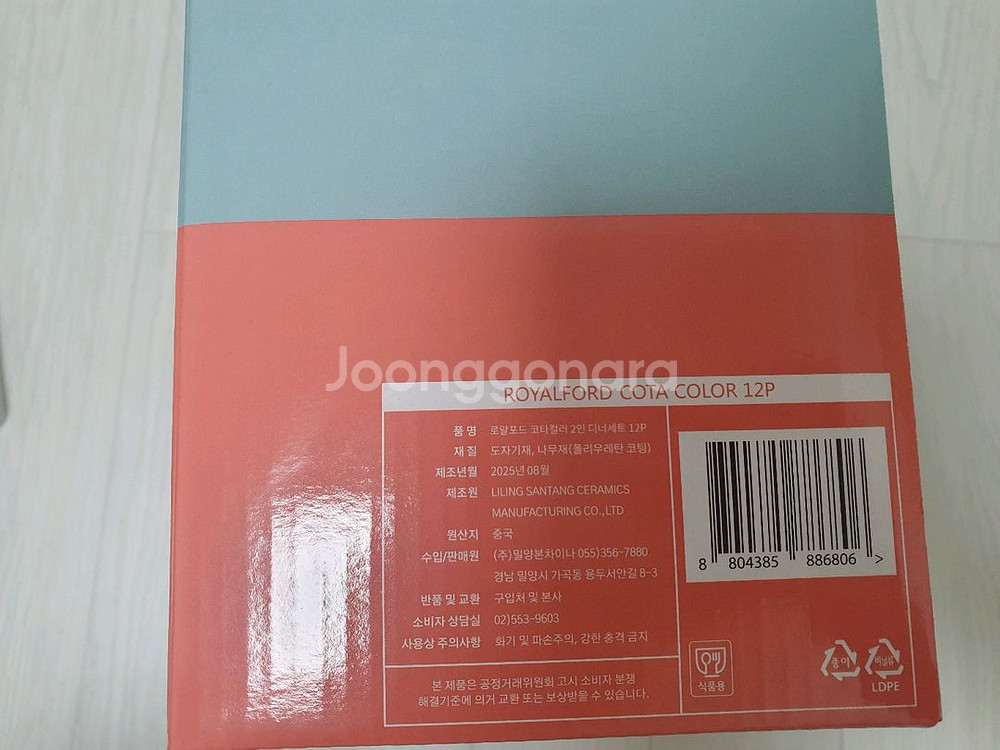 Joonggonara
ROYALFORD COTA COLOR 12P
품 명 로얄포드 코타컬러 2인 디너세트 12P
재 질 도자기재, 나무재(폴리우레탄 코팅)
제조년월 2025년 08월
제조원 LILING SANTANG CERAMICS
MANUFACTURING CO.,LTD
원산지 중국
수입/판매원 (주)밀양본차이나 055)356-7880
경남 밀양시 가곡동 용두서안길 8-3
반품 및 교환 구입처 및 본사
소비자 상담실 02)553-9603
사용상 주의사항 화기 및 파손주의, 강한 충격 금지
본 제품은 공정거래위원회 고시 소비자 분쟁
해결기준에 의거 교환 또는 보상받을 수 있습니다.
8 804385 886806 >
식품용
종이
비닐류
LDPE